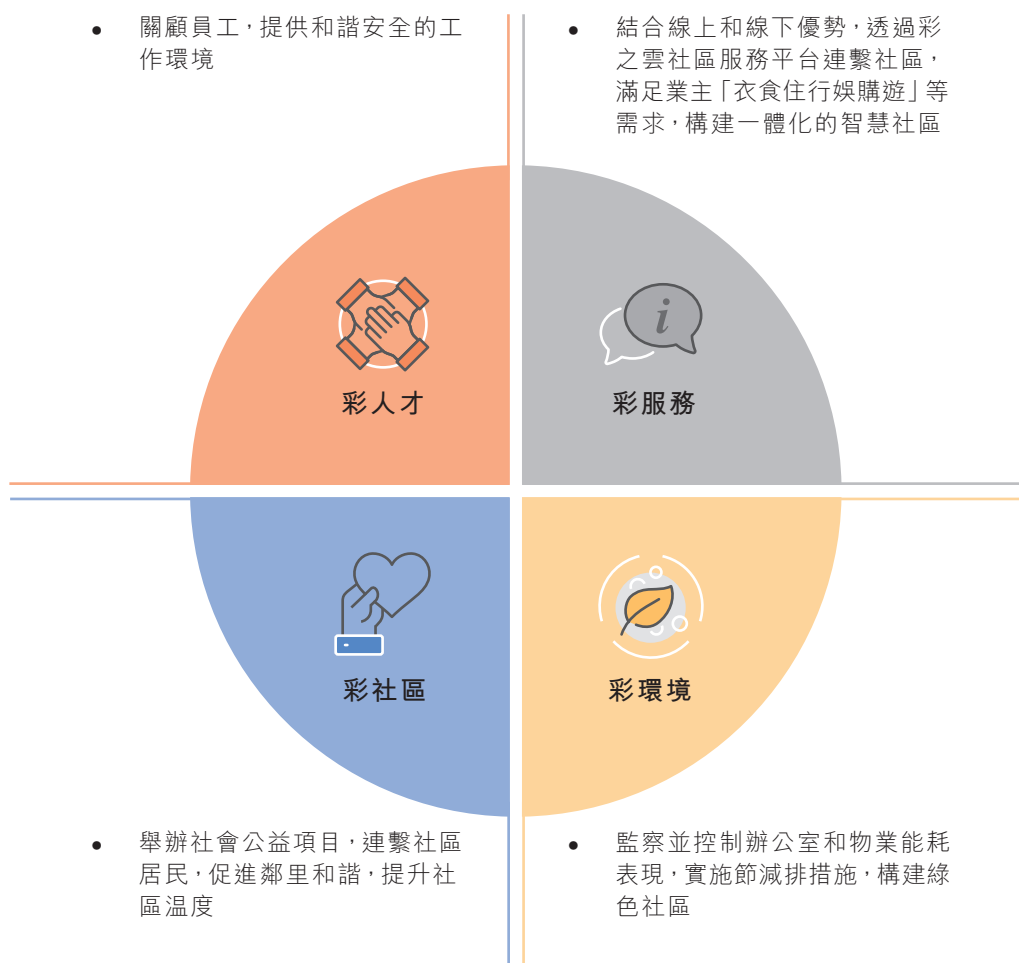 ● 關顧員工，提供和諧安全的工
作環境
● 結合線上和線下優勢，透過彩
之雲社區服務平台連繫社區，
滿足業主「衣食住行娛購遊」等
需求，構建一體化的智慧社區
i
彩人才
彩服務
彩社區
彩環境
● 舉辦社會公益項目，連繫社區
居民，促進鄰里和諧，提升社
區温度
● 監察並控制辦公室和物業能耗
表現，實施節減排措施，構建綠
色社區